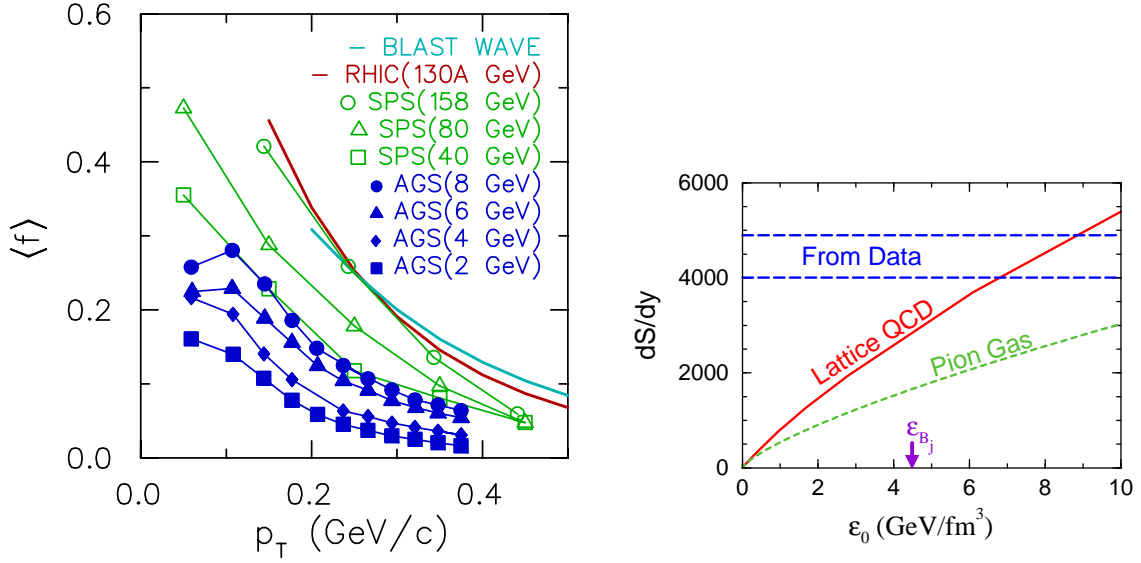 0.6
0.4
0.2
0.0
⟨f⟩
– BLAST WAVE
– RHIC(130A GeV)
SPS(158 GeV)
SPS(80 GeV)
SPS(40 GeV)
AGS(8 GeV)
AGS(6 GeV)
AGS(4 GeV)
AGS(2 GeV)
0.0 0.2 0.4
p_T (GeV/c)
6000
4000
2000
0
dS/dy
From Data
Lattice QCD
Pion Gas
ε_Bj
0 2 4 6 8 10
ε_0 (GeV/fm^3)